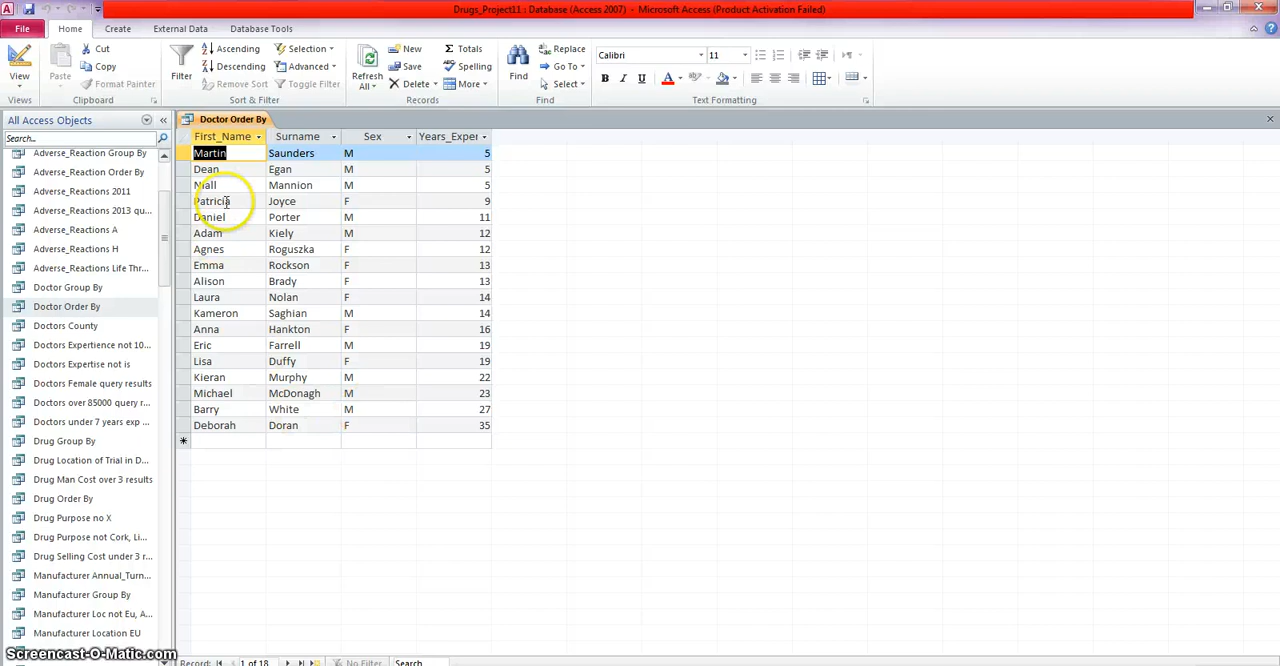 Drugs_Project11 : Database (Access 2007) - Microsoft Access (Product Activation Failed)
File Home Create External Data Database Tools
View
Views
Paste
Cut
Copy
Format Painter
Clipboard
Filter
Ascending
Descending
Remove Sort
Selection
Advanced
Toggle Filter
Sort & Filter
Refresh All
New
Save
Delete
Totals
Spelling
More
Records
Find
Replace
Go To
Select
Find
Calibri 11
B I U A
Text Formatting
All Access Objects
Search...
Adverse_Reaction Group By
Adverse_Reaction Order By
Adverse_Reactions 2011
Adverse_Reactions 2013 qu...
Adverse_Reactions A
Adverse_Reactions H
Adverse_Reactions Life Thr...
Doctor Group By
Doctor Order By
Doctors County
Doctors Expertience not 10...
Doctors Expertise not is
Doctors Female query results
Doctors over 85000 query r...
Doctors under 7 years exp ...
Drug Group By
Drug Location of Trial in D...
Drug Man Cost over 3 results
Drug Order By
Drug Purpose no X
Drug Purpose not Cork, Li...
Drug Selling Cost under 3 r...
Manufacturer Annual_Turn...
Manufacturer Group By
Manufacturer Loc not Eu, A...
Manufacturer Location EU
Doctor Order By
First_Name Surname Sex Years_Exper
Martin Saunders M 5
Dean Egan M 5
Niall Mannion M 5
Patricia Joyce F 9
Daniel Porter M 11
Adam Kiely M 12
Agnes Roguszka F 12
Emma Rockson F 13
Alison Brady F 13
Laura Nolan F 14
Kameron Saghian M 14
Anna Hankton F 16
Eric Farrell M 19
Lisa Duffy F 19
Kieran Murphy M 22
Michael McDonagh M 23
Barry White M 27
Deborah Doran F 35
Record: 1 of 18 No Filter Search
Screencast-O-Matic.com